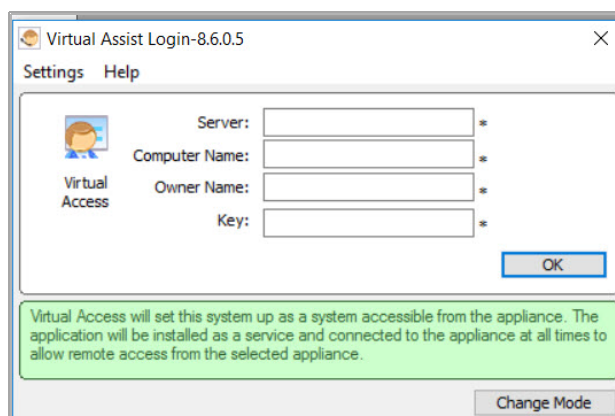 Virtual Assist Login-8.6.0.5
Settings Help
Server: *
Computer Name: *
Virtual
Access
Owner Name: *
Key: *
OK
Virtual Access will set this system up as a system accessible from the appliance. The
application will be installed as a service and connected to the appliance at all times to
allow remote access from the selected appliance.
Change Mode